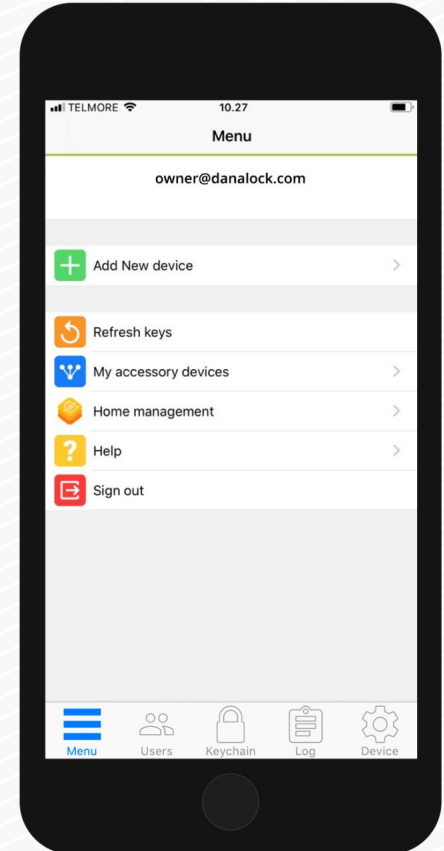 TELMORE 10.27
Menu
owner@danalock.com
Add New device
Refresh keys
My accessory devices
Home management
Help
Sign out
Menu Users Keychain Log Device